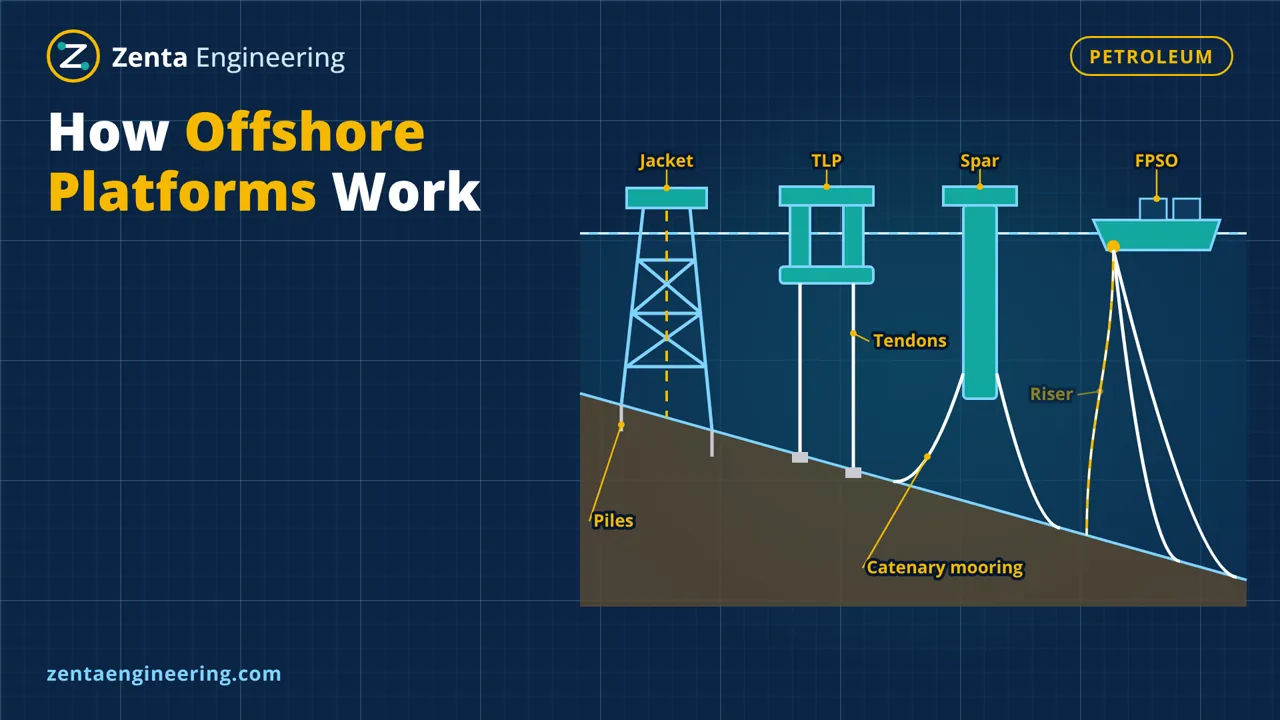 Zenta Engineering
PETROLEUM
How Offshore
Platforms Work
Jacket
TLP
Spar
FPSO
Tendons
Riser
Piles
Catenary mooring
zentaengineering.com